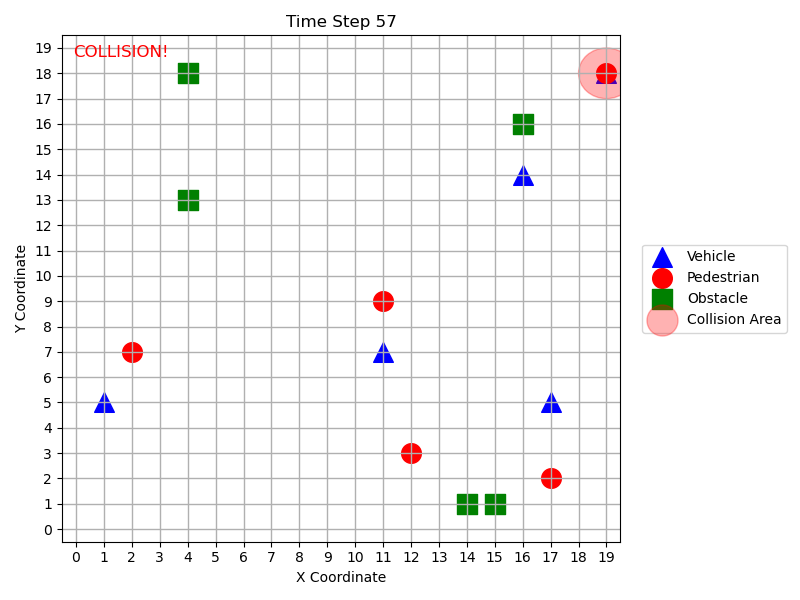 Time Step 57
COLLISION!
Y Coordinate
19
18
17
16
15
14
13
12
11
10
9
8
7
6
5
4
3
2
1
0
0 1 2 3 4 5 6 7 8 9 10 11 12 13 14 15 16 17 18 19
X Coordinate
Vehicle
Pedestrian
Obstacle
Collision Area